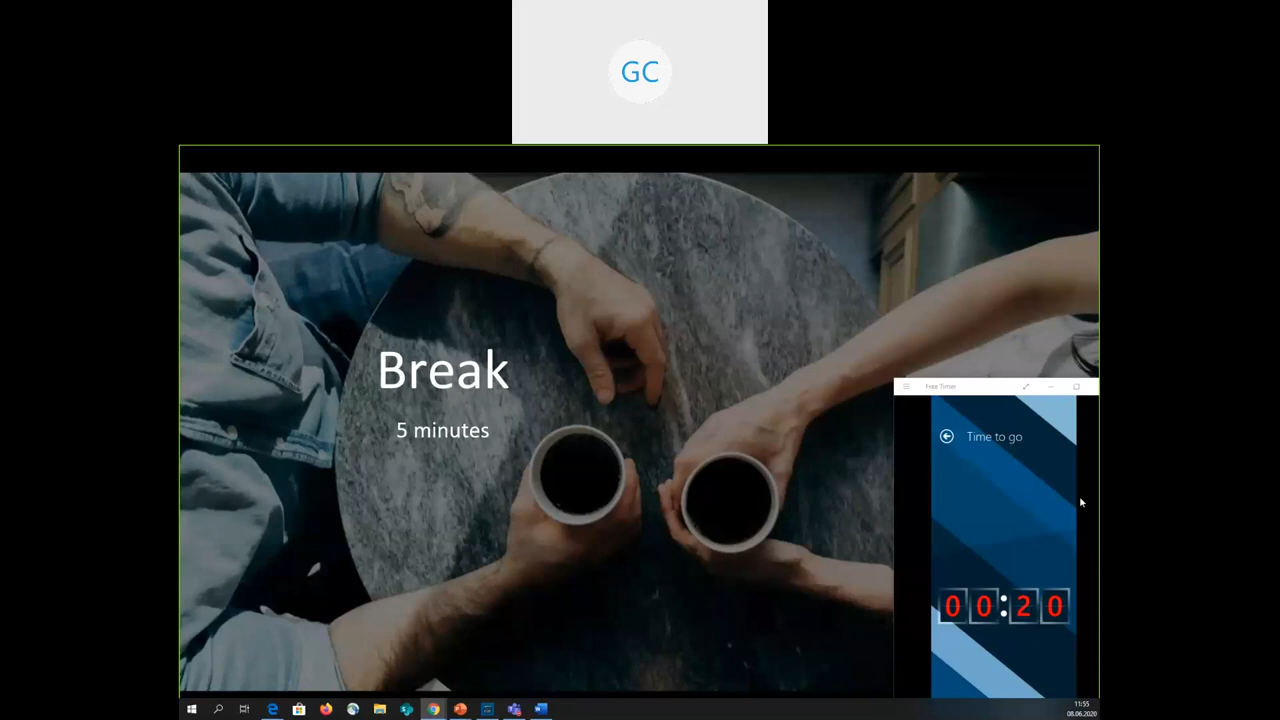 GC
Break
5 minutes
Free Timer
Time to go
00:20
11:55
08.06.2020